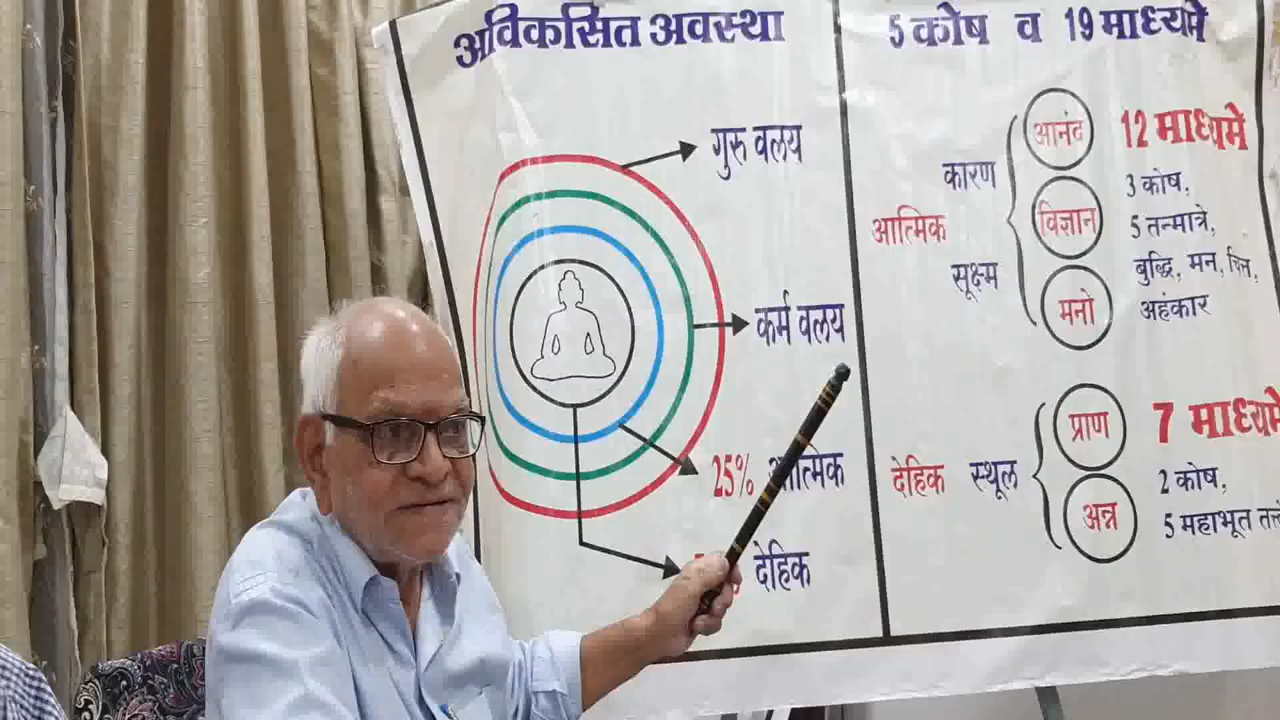 अविकसित अवस्था
गुरु वलय
कर्म वलय
25% आत्मिक
देहिक
5 कोष व 19 माध्यमे
आनंद
12 माध्यमे
कारण
3 कोष,
विज्ञान
5 तन्मात्रे,
आत्मिक
सूक्ष्म
बुद्धि, मन, चित्त,
मनो
अहंकार
प्राण
7 माध्यमे
देहिक स्थूल
2 कोष,
अन्न
5 महाभूत